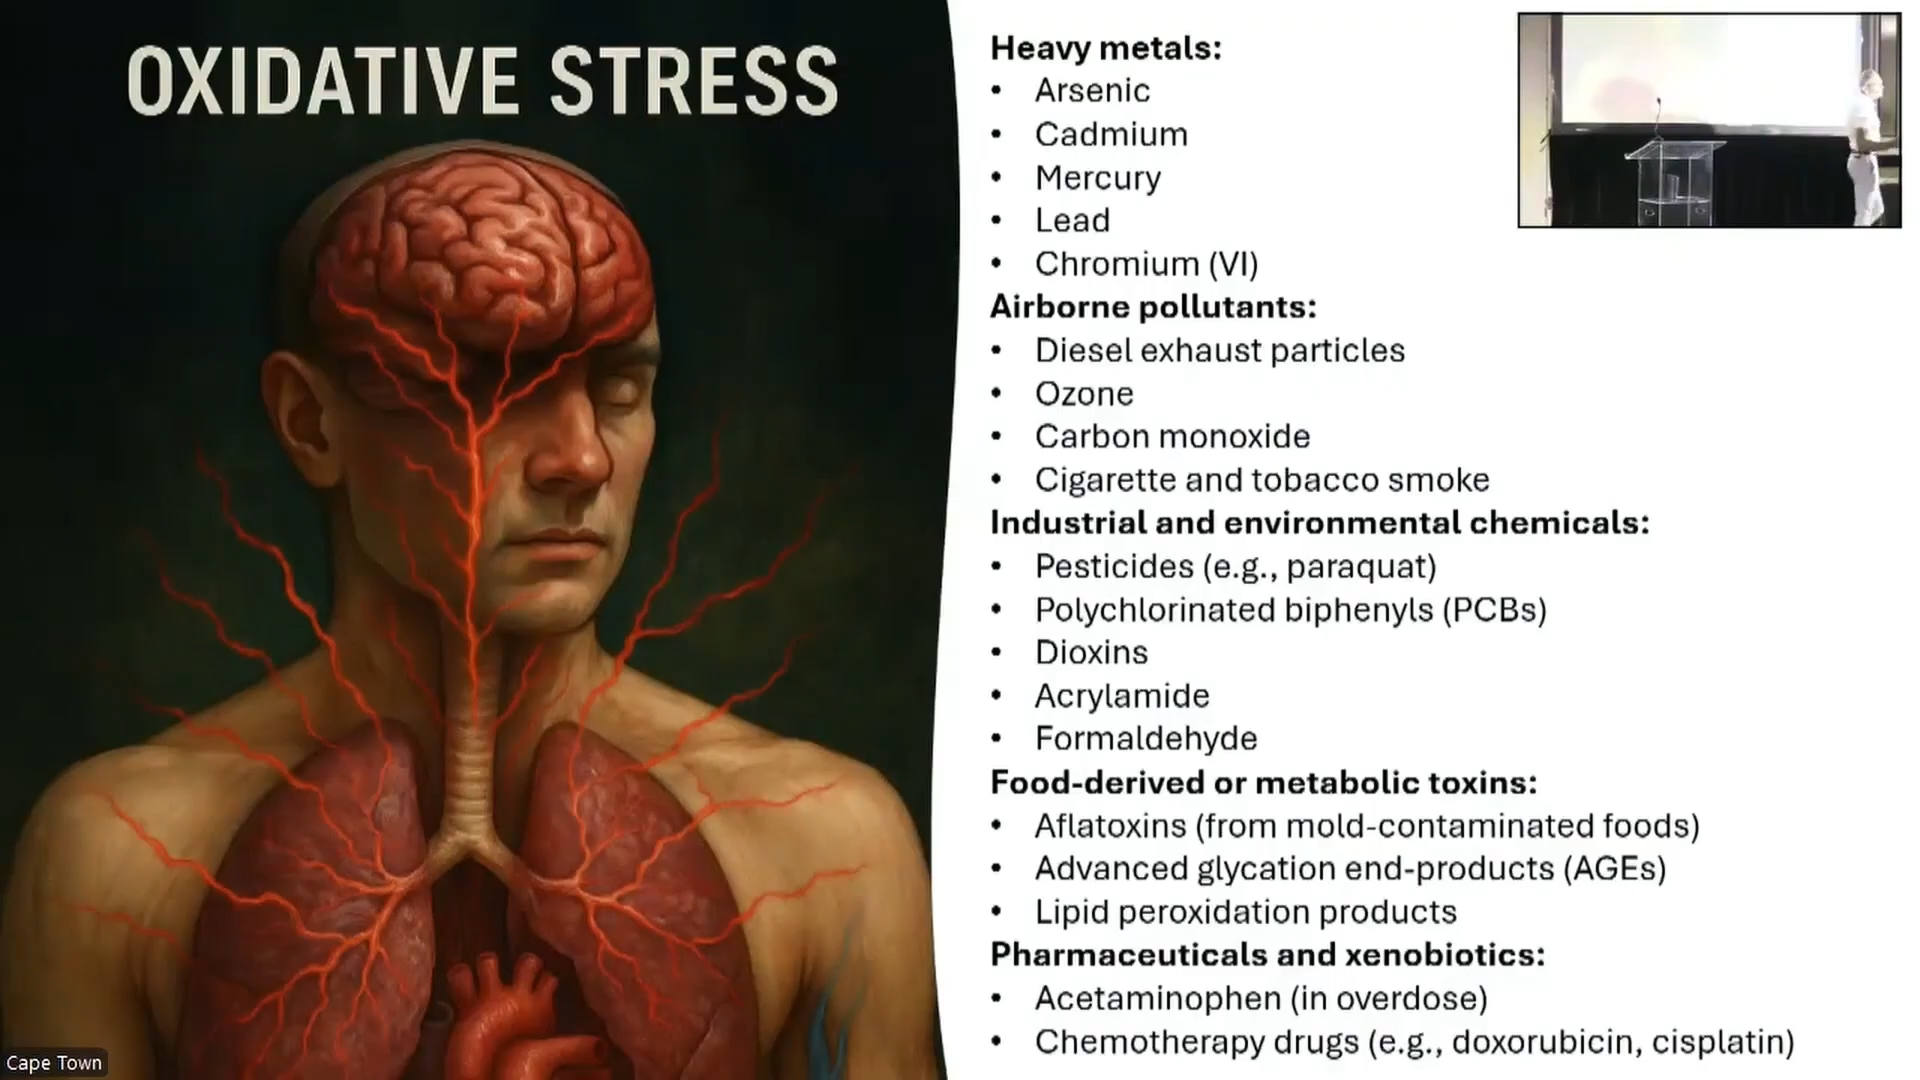 OXIDATIVE STRESS
Heavy metals:
• Arsenic
• Cadmium
• Mercury
• Lead
• Chromium (VI)
Airborne pollutants:
• Diesel exhaust particles
• Ozone
• Carbon monoxide
• Cigarette and tobacco smoke
Industrial and environmental chemicals:
• Pesticides (e.g., paraquat)
• Polychlorinated biphenyls (PCBs)
• Dioxins
• Acrylamide
• Formaldehyde
Food-derived or metabolic toxins:
• Aflatoxins (from mold-contaminated foods)
• Advanced glycation end-products (AGEs)
• Lipid peroxidation products
Pharmaceuticals and xenobiotics:
• Acetaminophen (in overdose)
• Chemotherapy drugs (e.g., doxorubicin, cisplatin)
Cape Town